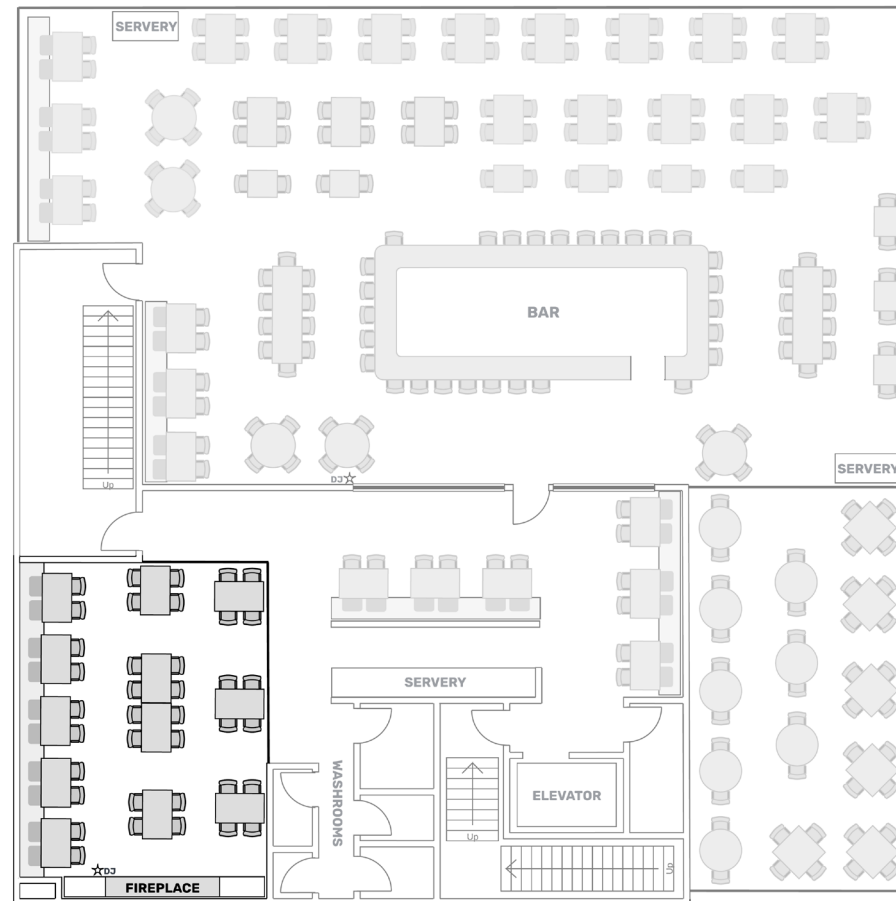 SERVERY
BAR
DJ
SERVERY
Up
SERVERY
WASHROOMS
ELEVATOR
Up
Up
DJ
FIREPLACE